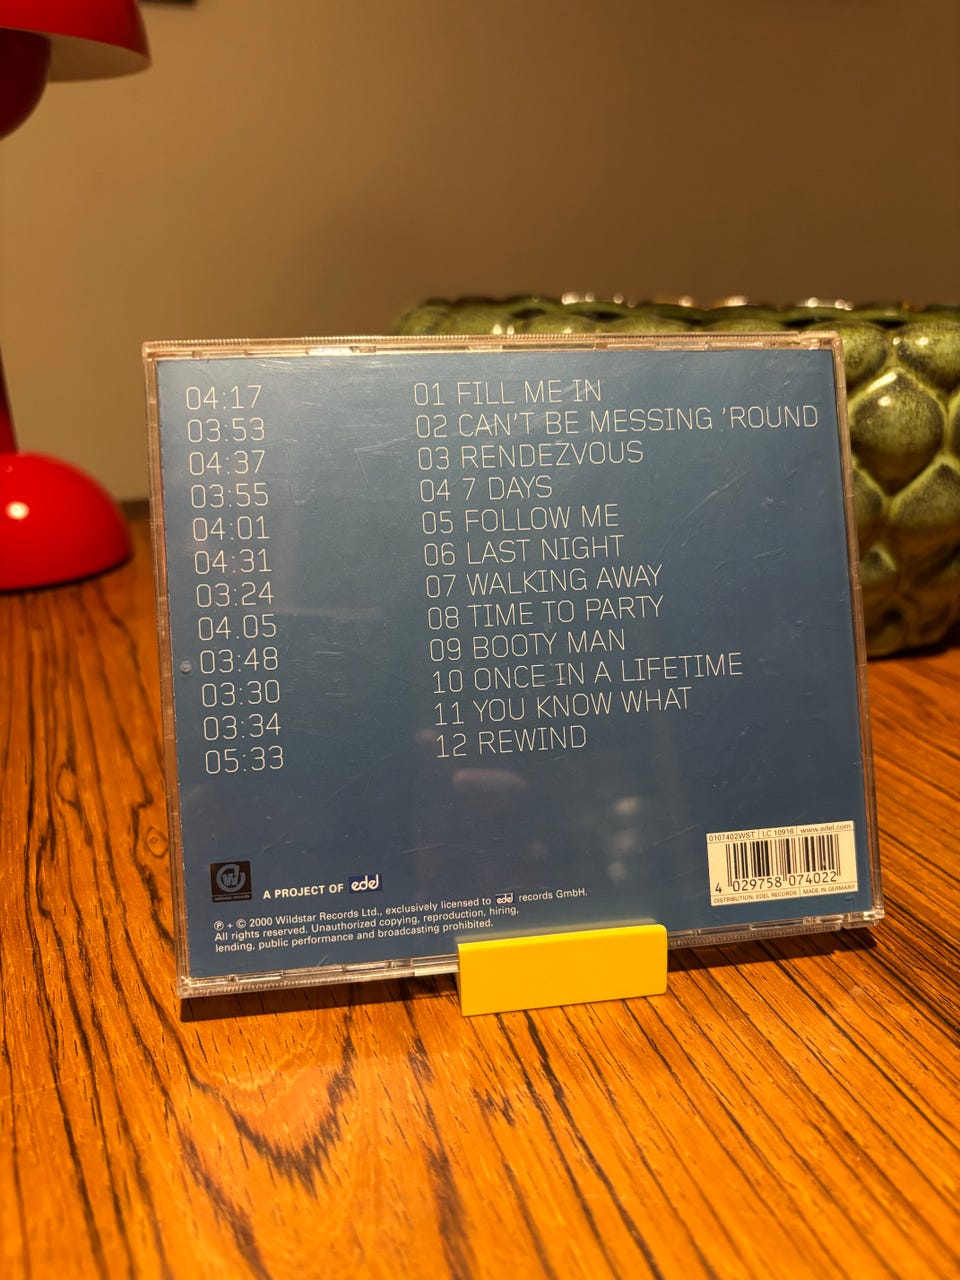 04:17 01 FILL ME IN
03:53 02 CAN'T BE MESSING 'ROUND
04:37 03 RENDEZVOUS
03:55 04 7 DAYS
04:01 05 FOLLOW ME
04:31 06 LAST NIGHT
03:24 07 WALKING AWAY
04.05 08 TIME TO PARTY
03:48 09 BOOTY MAN
03:30 10 ONCE IN A LIFETIME
03:34 11 YOU KNOW WHAT
05:33 12 REWIND
0107402WST LC 10916 www.edel.com
4 029758 074022
DISTRIBUTION: EDEL RECORDS MADE IN GERMANY
wildstar records
A PROJECT OF edel
℗ + © 2000 Wildstar Records Ltd., exclusively licensed to edel records GmbH.
All rights reserved. Unauthorized copying, reproduction, hiring,
lending, public performance and broadcasting prohibited.